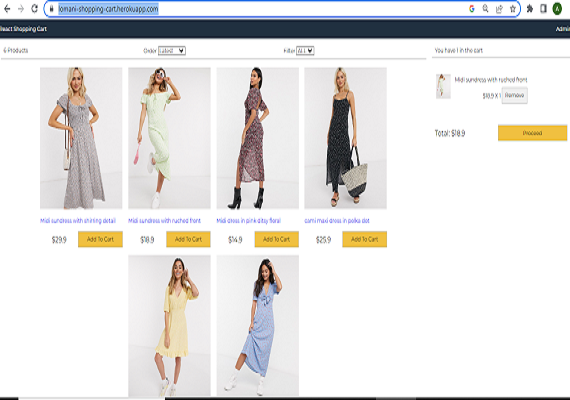 lomani-shopping-cart.herokuapp.com
A
React Shopping Cart
Admin
6 Products
Order Latest
Filter ALL
You have 1 in the cart
Midi sundress with ruched front
$18.9 X 1 Remove
Total: $18.9
Proceed
Midi sundress with shirring detail
Midi sundress with ruched front
Midi dress in pink ditsy floral
cami maxi dress in polka dot
$29.9 Add To Cart
$18.9 Add To Cart
$14.9 Add To Cart
$25.9 Add To Cart